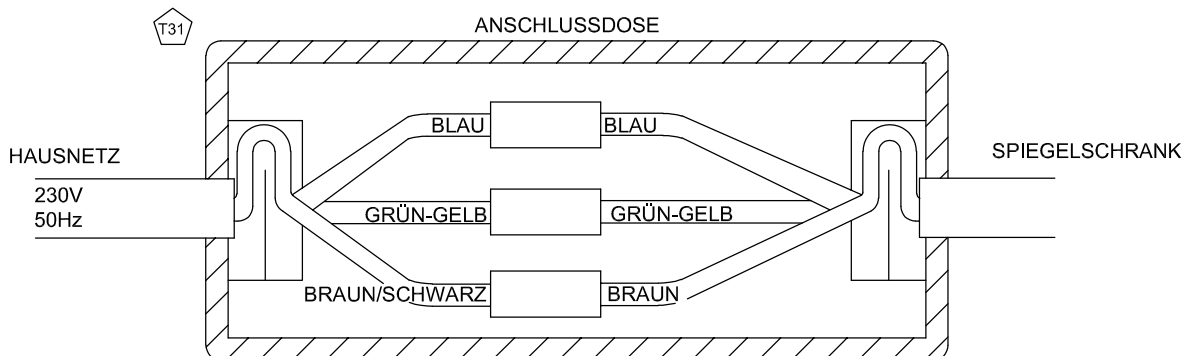 T31
ANSCHLUSSDOSE
BLAU
BLAU
HAUSNETZ
SPIEGELSCHRANK
230V
50Hz
GRÜN-GELB
GRÜN-GELB
BRAUN/SCHWARZ
BRAUN